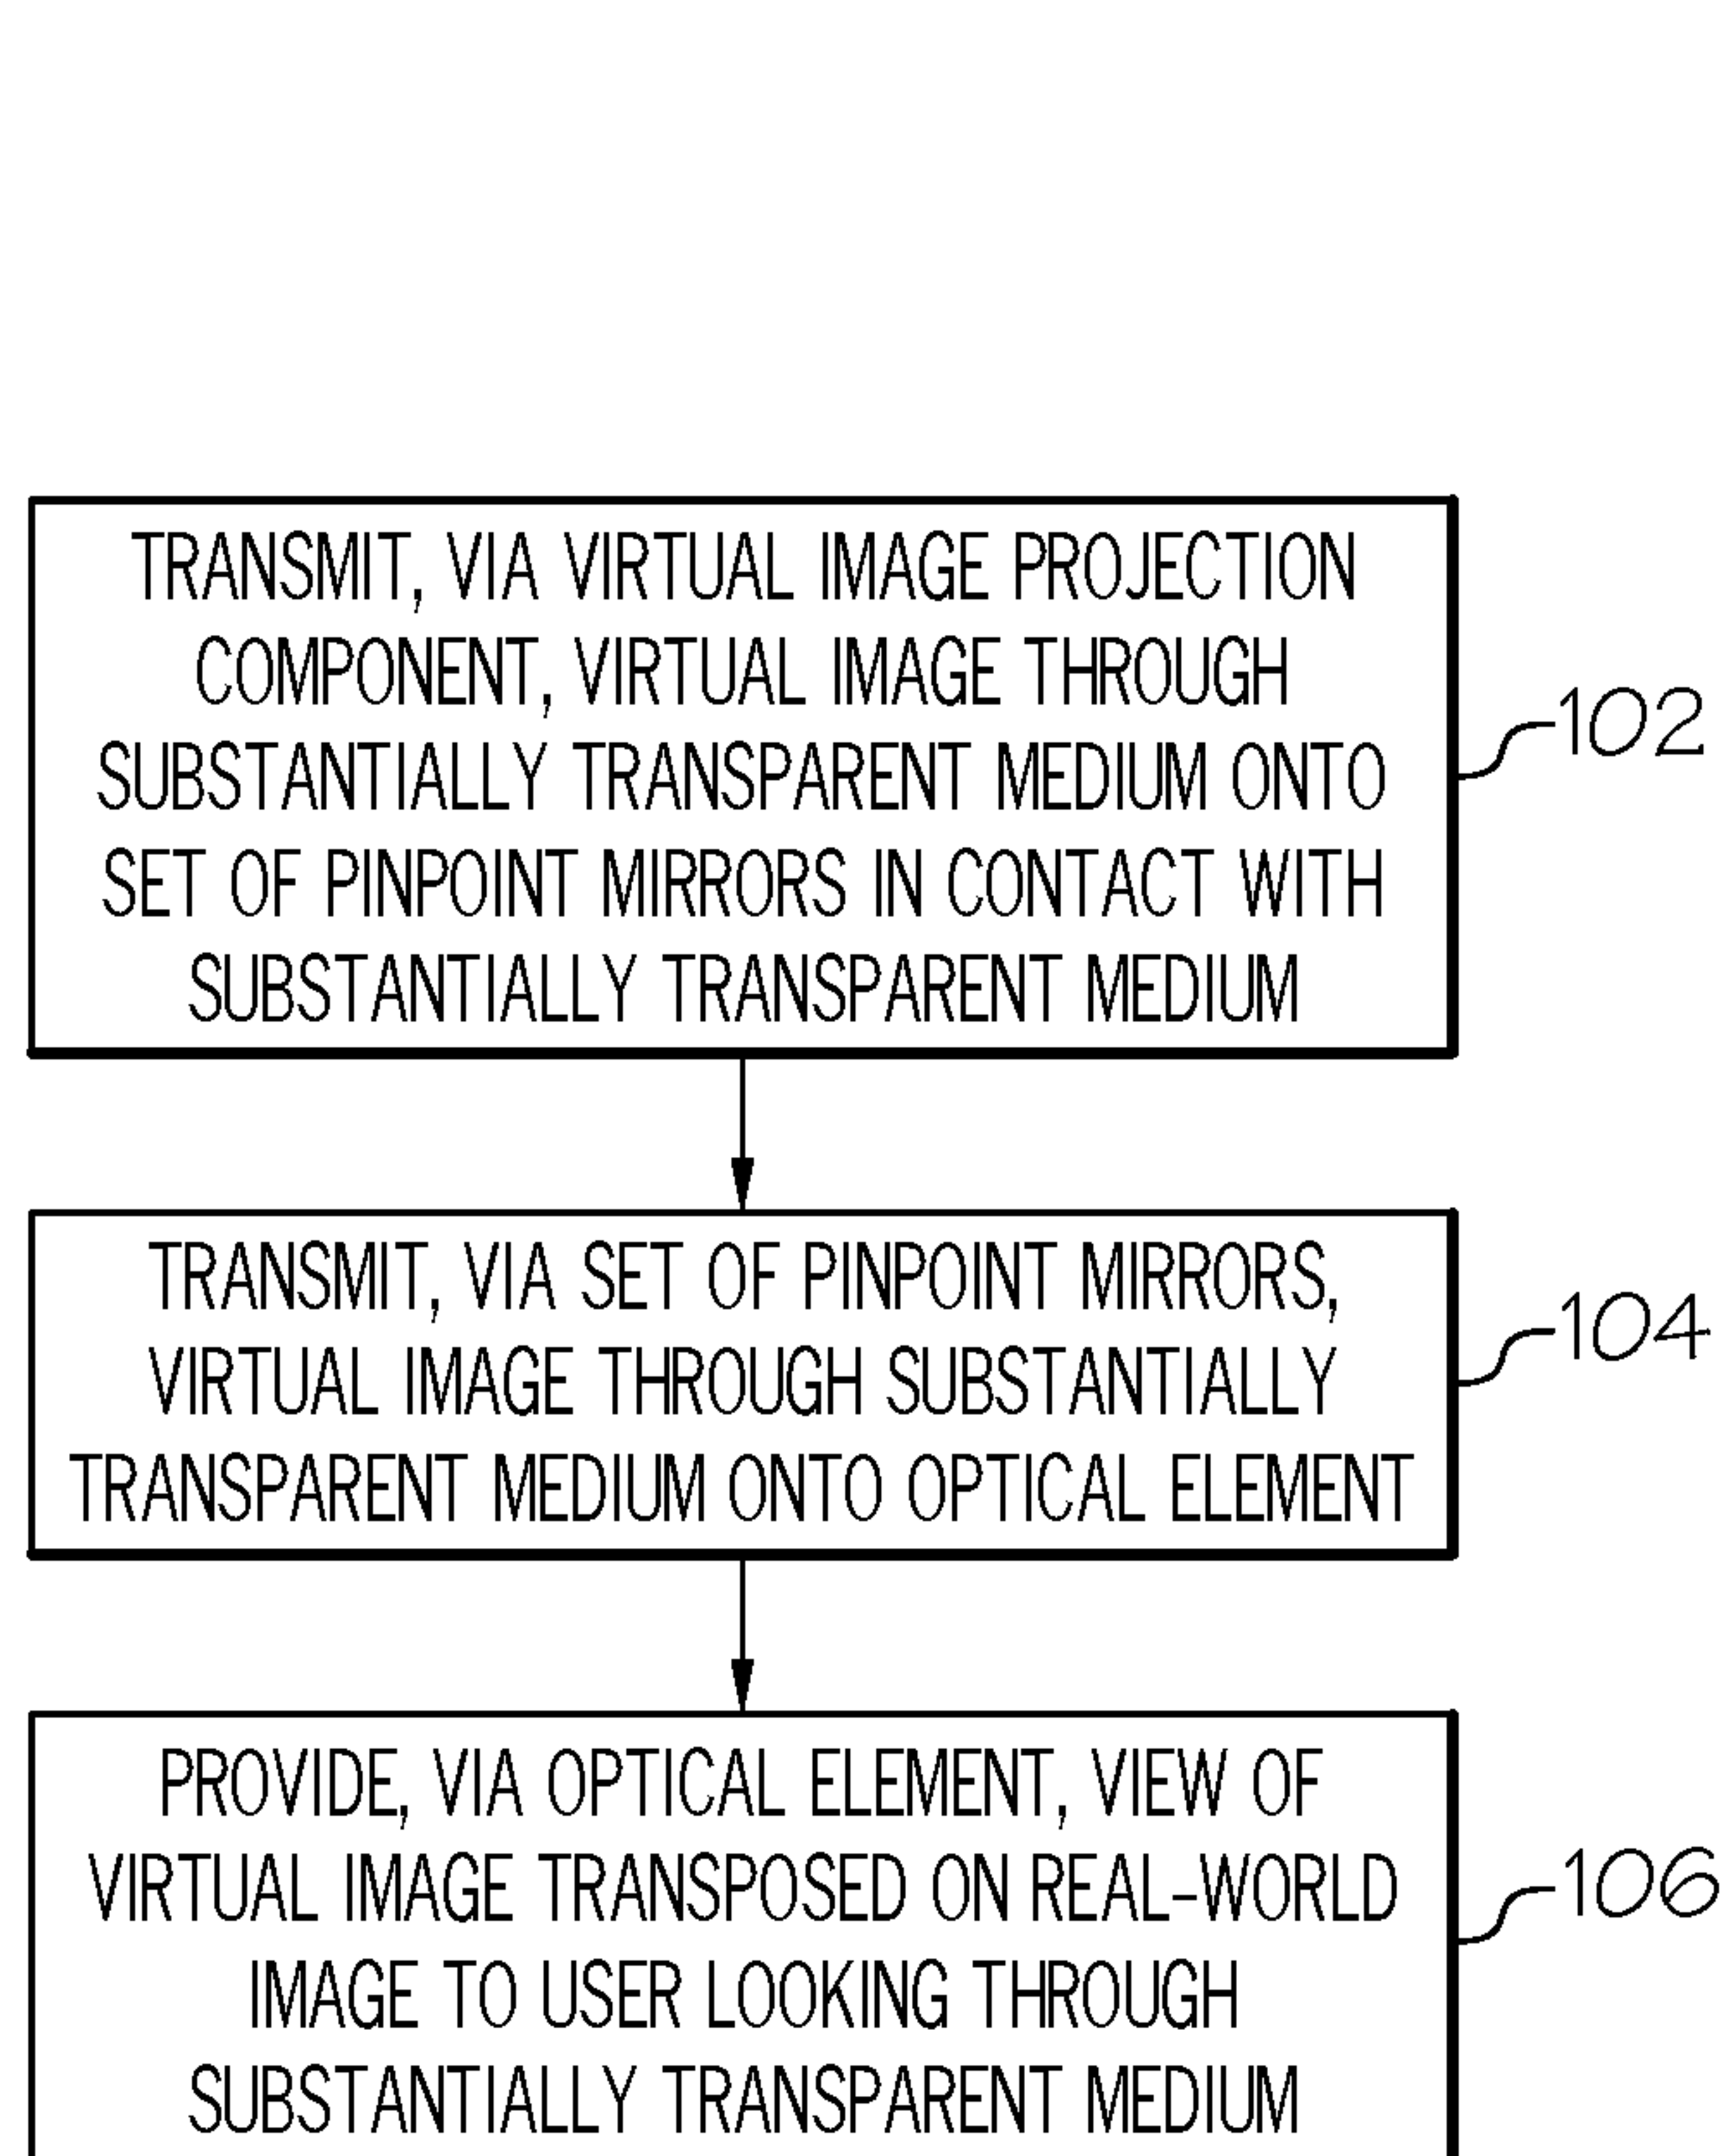 TRANSMIT, VIA VIRTUAL IMAGE PROJECTION
COMPONENT, VIRTUAL IMAGE THROUGH
SUBSTANTIALLY TRANSPARENT MEDIUM ONTO
SET OF PINPOINT MIRRORS IN CONTACT WITH
SUBSTANTIALLY TRANSPARENT MEDIUM
102
TRANSMIT, VIA SET OF PINPOINT MIRRORS,
VIRTUAL IMAGE THROUGH SUBSTANTIALLY
TRANSPARENT MEDIUM ONTO OPTICAL ELEMENT
104
PROVIDE, VIA OPTICAL ELEMENT, VIEW OF
VIRTUAL IMAGE TRANSPOSED ON REAL-WORLD
IMAGE TO USER LOOKING THROUGH
SUBSTANTIALLY TRANSPARENT MEDIUM
106